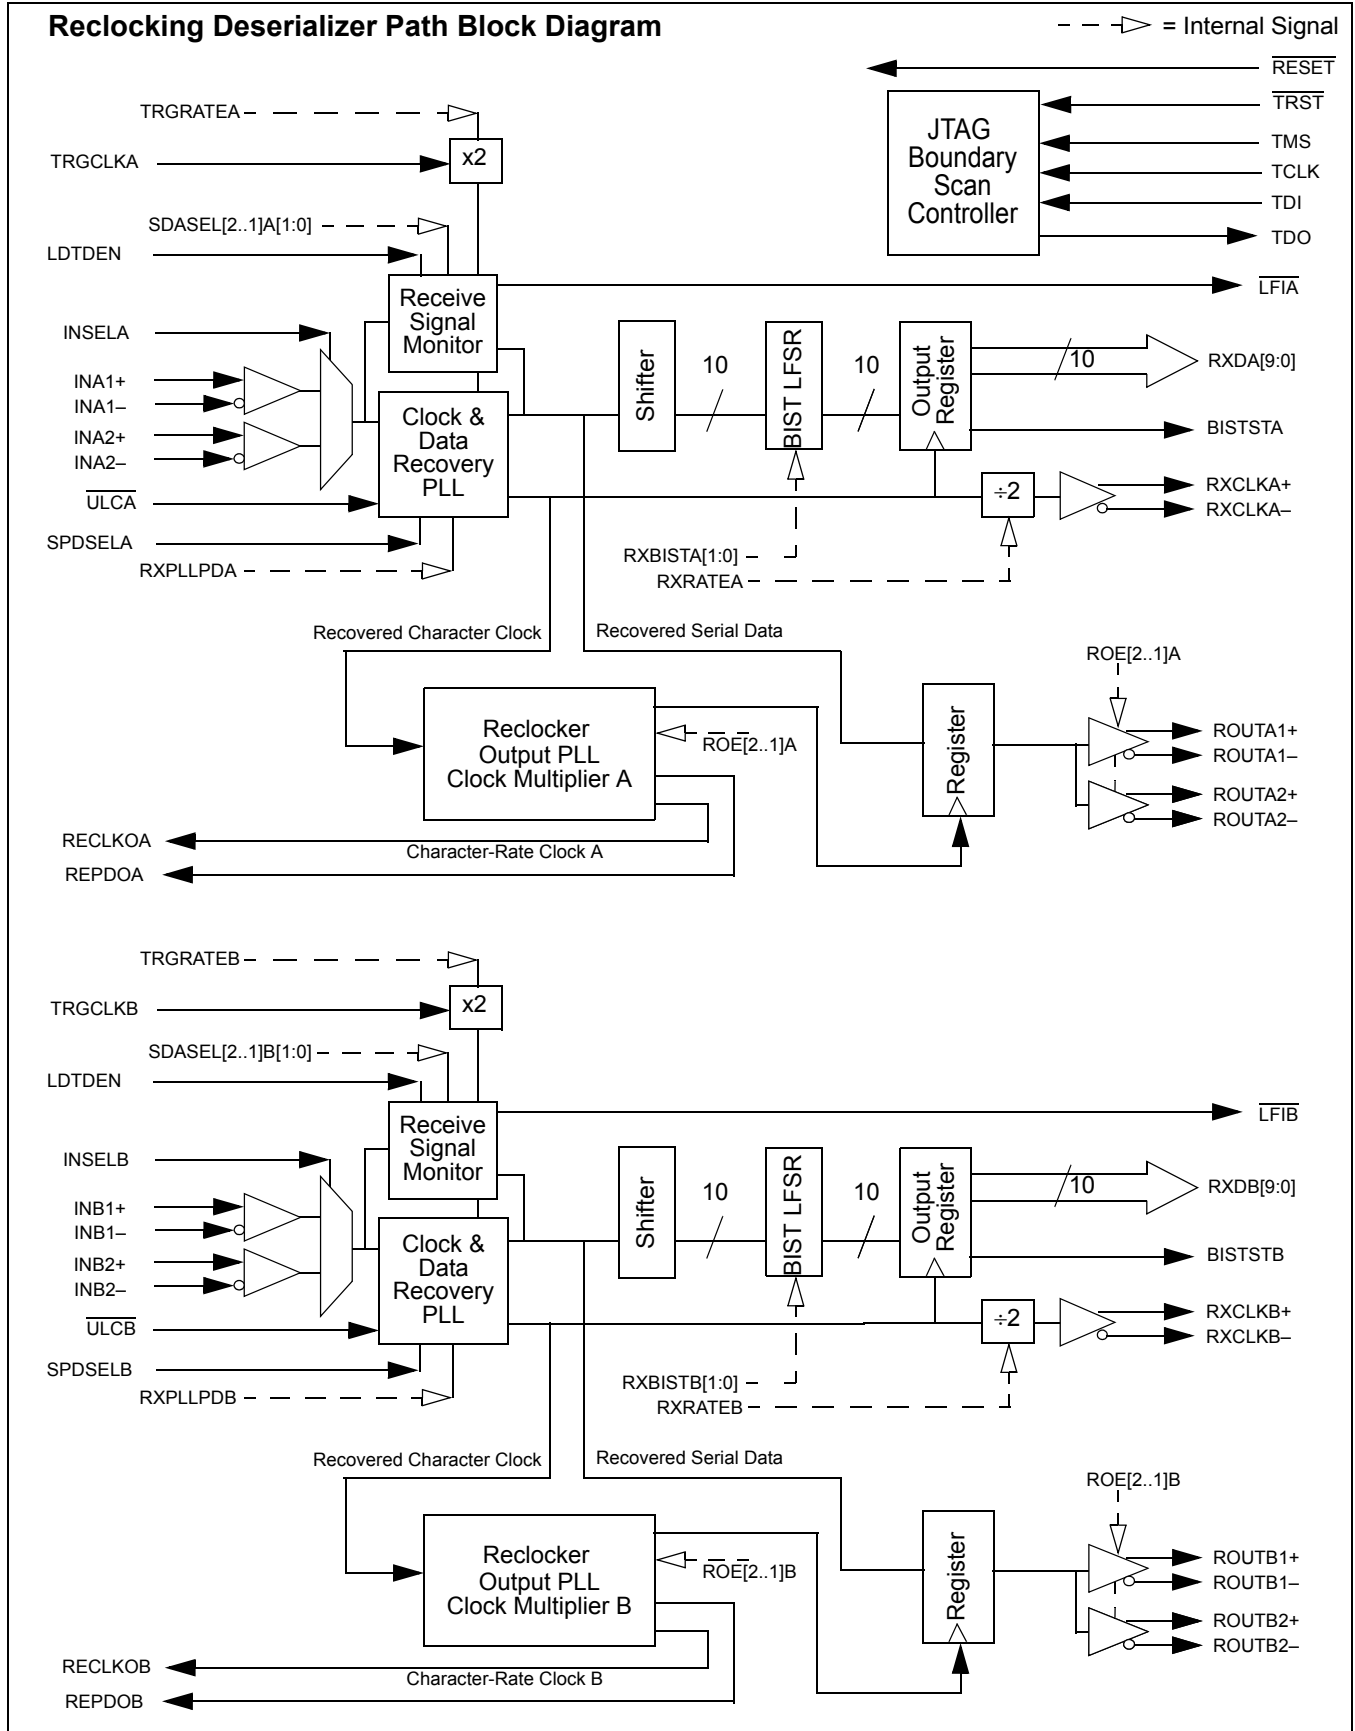 Reclocking Deserializer Path Block Diagram
= Internal Signal
RESET
TRST
TMS
TCLK
TDI
TDO
JTAG
Boundary
Scan
Controller
TRGRATEA
TRGCLKA
x2
SDASEL[2..1]A[1:0]
LDTDEN
LFIA
Receive
Signal
Monitor
INSELA
INA1+
INA1–
INA2+
INA2–
ULCA
SPDSELA
RXPLLPDA
Clock &
Data
Recovery
PLL
Shifter
10
BIST LFSR
10
Output
Register
10
RXDA[9:0]
BISTSTA
÷2
RXCLKA+
RXCLKA–
RXBISTA[1:0]
RXRATEA
Recovered Character Clock
Recovered Serial Data
ROE[2..1]A
Reclocker
Output PLL
Clock Multiplier A
ROE[2..1]A
Register
ROUTA1+
ROUTA1–
ROUTA2+
ROUTA2–
RECLKOA
Character-Rate Clock A
REPDOA
TRGRATEB
TRGCLKB
x2
SDASEL[2..1]B[1:0]
LDTDEN
LFIB
Receive
Signal
Monitor
INSELB
INB1+
INB1–
INB2+
INB2–
ULCB
SPDSELB
RXPLLPDB
Clock &
Data
Recovery
PLL
Shifter
10
BIST LFSR
10
Output
Register
10
RXDB[9:0]
BISTSTB
÷2
RXCLKB+
RXCLKB–
RXBISTB[1:0]
RXRATEB
Recovered Character Clock
Recovered Serial Data
ROE[2..1]B
Reclocker
Output PLL
Clock Multiplier B
ROE[2..1]B
Register
ROUTB1+
ROUTB1–
ROUTB2+
ROUTB2–
RECLKOB
Character-Rate Clock B
REPDOB